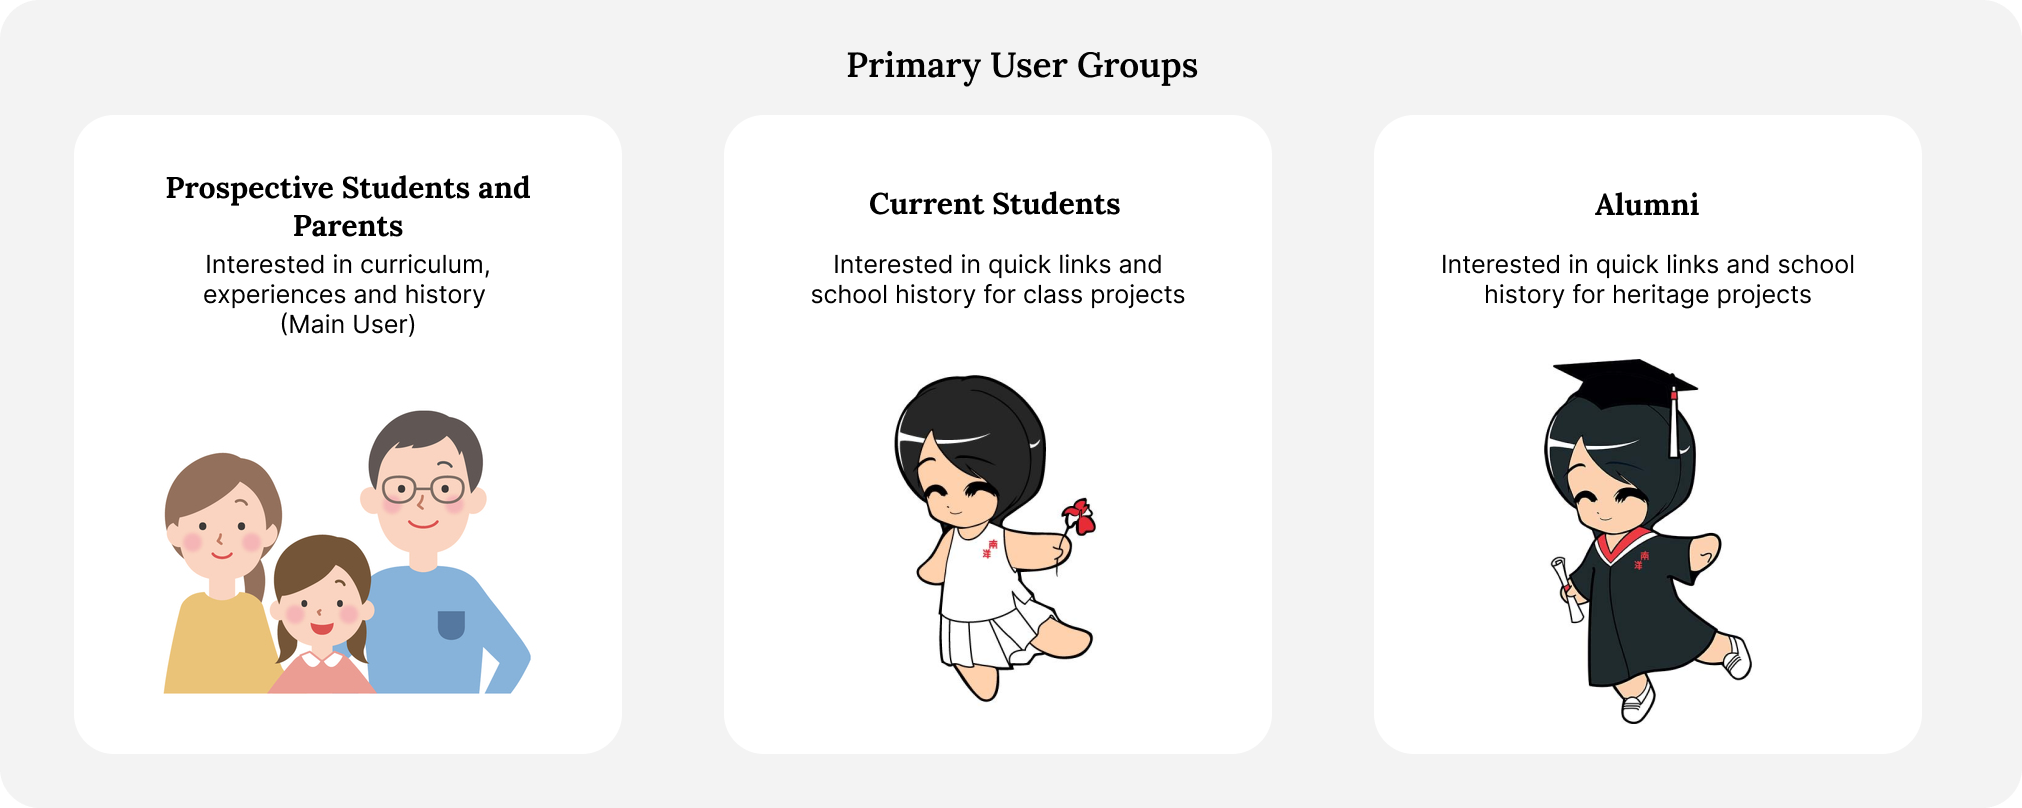 Primary User Groups
Prospective Students and
Parents
Interested in curriculum,
experiences and history
(Main User)
Current Students
Interested in quick links and
school history for class projects
南
洋
Alumni
Interested in quick links and school
history for heritage projects
南
洋